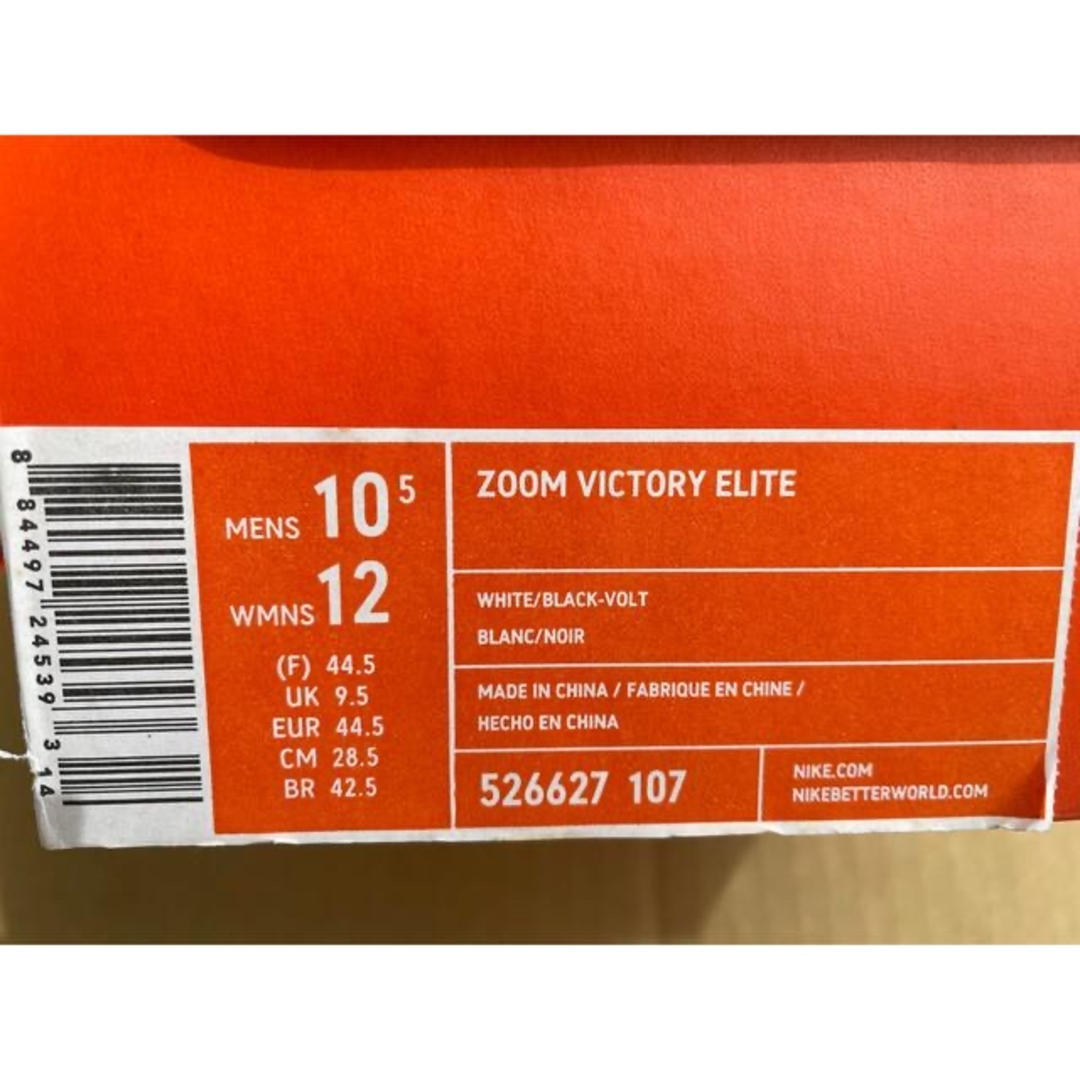 8 84497 24539 3 14
MENS 10 5
WMNS 12
(F) 44.5
UK 9.5
EUR 44.5
CM 28.5
BR 42.5
ZOOM VICTORY ELITE
WHITE/BLACK-VOLT
BLANC/NOIR
MADE IN CHINA / FABRIQUE EN CHINE /
HECHO EN CHINA
526627 107
NIKE.COM
NIKEBETTERWORLD.COM